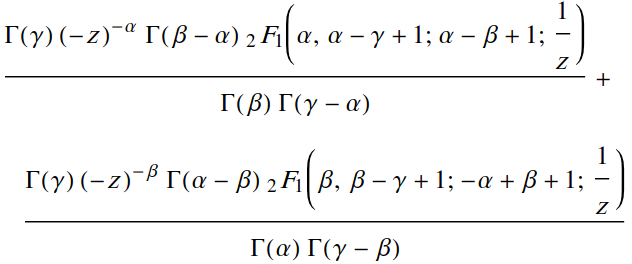 Γ(γ) (−z)^{−α} Γ(β − α) ₂F₁(α, α − γ + 1; α − β + 1; 1/z)
Γ(β) Γ(γ − α)
+
Γ(γ) (−z)^{−β} Γ(α − β) ₂F₁(β, β − γ + 1; −α + β + 1; 1/z)
Γ(α) Γ(γ − β)